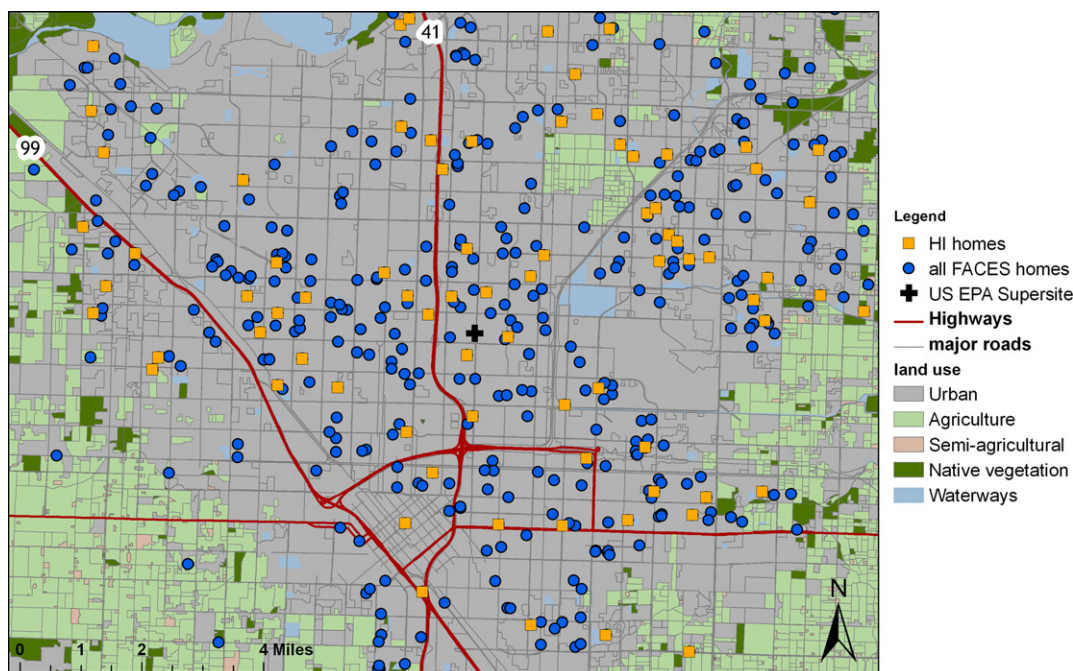 41
99
N
0 1 2 4 Miles
Legend
HI homes
all FACES homes
US EPA Supersite
Highways
major roads
land use
Urban
Agriculture
Semi-agricultural
Native vegetation
Waterways